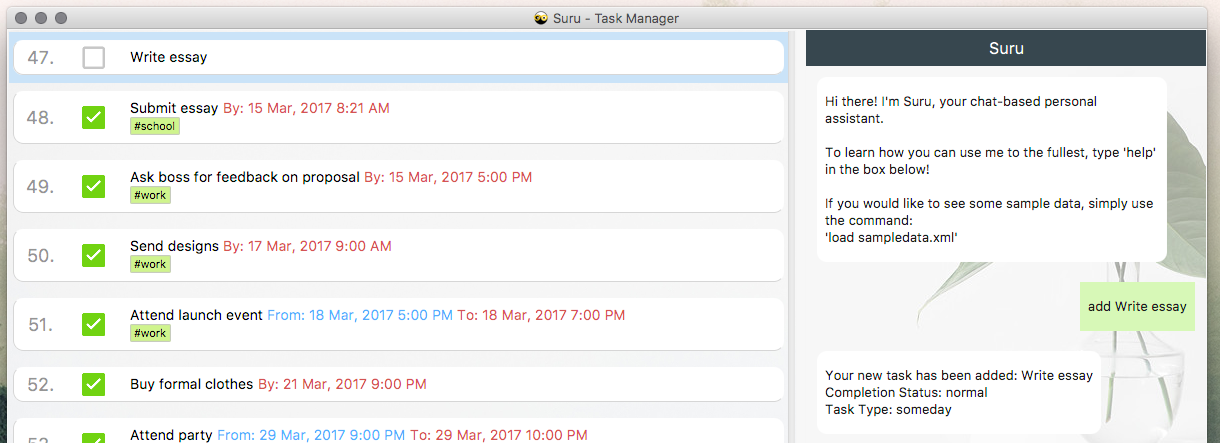 Suru - Task Manager
47. Write essay
48. Submit essay By: 15 Mar, 2017 8:21 AM
#school
49. Ask boss for feedback on proposal By: 15 Mar, 2017 5:00 PM
#work
50. Send designs By: 17 Mar, 2017 9:00 AM
#work
51. Attend launch event From: 18 Mar, 2017 5:00 PM To: 18 Mar, 2017 7:00 PM
#work
52. Buy formal clothes By: 21 Mar, 2017 9:00 PM
Attend party From: 29 Mar, 2017 9:00 PM To: 29 Mar, 2017 10:00 PM
Suru
Hi there! I'm Suru, your chat-based personal
assistant.
To learn how you can use me to the fullest, type 'help'
in the box below!
If you would like to see some sample data, simply use
the command:
'load sampledata.xml'
add Write essay
Your new task has been added: Write essay
Completion Status: normal
Task Type: someday